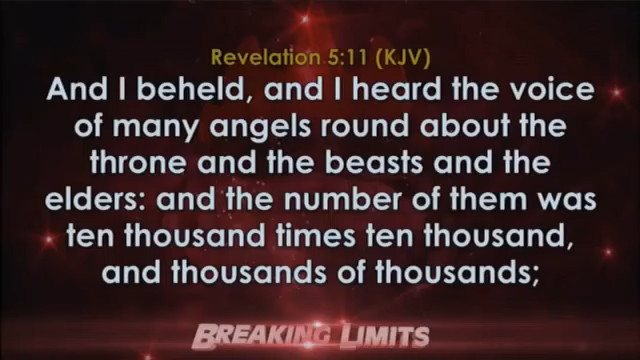 Revelation 5:11 (KJV)
And I beheld, and I heard the voice
of many angels round about the
throne and the beasts and the
elders: and the number of them was
ten thousand times ten thousand,
and thousands of thousands;
BREAKING LIMITS